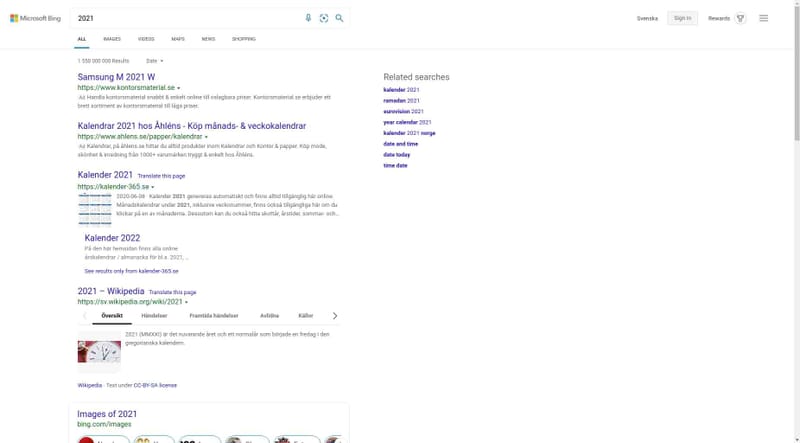 Microsoft Bing
2021
Svenska
Sign in
Rewards
ALL
IMAGES
VIDEOS
MAPS
NEWS
SHOPPING
1 550 000 000 Results
Date
Samsung M 2021 W
https://www.kontorsmaterial.se
Ad Handla kontorsmaterial snabbt & enkelt online till oslagbara priser. Kontorsmaterial.se erbjuder ett
brett sortiment av kontorsmaterial till låga priser.
Kalendrar 2021 hos Åhléns - Köp månads- & veckokalendrar
https://www.ahlens.se/papper/kalendrar
Ad Kalendrar, på åhlens.se hittar du alltid produkter inom Kalendrar och Kontor & papper. Köp mode,
skönhet & inredning från 1000+ varumärken tryggt & enkelt hos Åhléns.
Kalender 2021 Translate this page
https://kalender-365.se
2020-06-08 · Kalender 2021 genereras automatiskt och finns alltid tillgänglig här online
Månadskalendrar under 2021, inklusive veckonummer, finns också tillgängliga här om du
klickar på en av månaderna. Dessutom kan du också hitta skottår, årstider, sommar- och...
Kalender 2022
På den här hemsidan finns alla online
årskalendrar / almanacka för bl a. 2021, ...
See results only from kalender-365.se
2021 – Wikipedia Translate this page
https://sv.wikipedia.org/wiki/2021
Översikt
Händelser
Framtida händelser
Avlidna
Källor
2021 (MMXXI) är det nuvarande året och ett normalår som började en fredag i den
gregorianska kalendern.
Wikipedia · Text under CC-BY-SA license
Images of 2021
bing.com/images
Related searches
kalender 2021
ramadan 2021
eurovision 2021
year calendar 2021
kalender 2021 norge
date and time
date today
time date